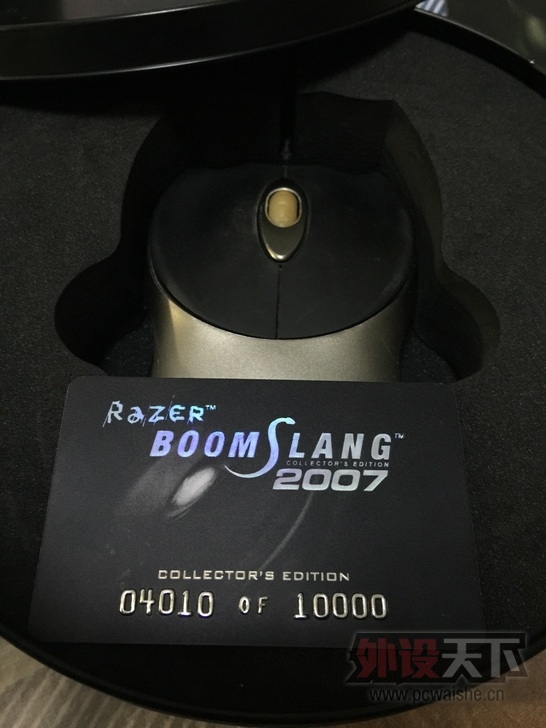 RAZER™
BOOMSLANG™
COLLECTOR'S EDITION
2007
COLLECTOR'S EDITION
04010 OF 10000
外设天下
www.pcwaishe.cn